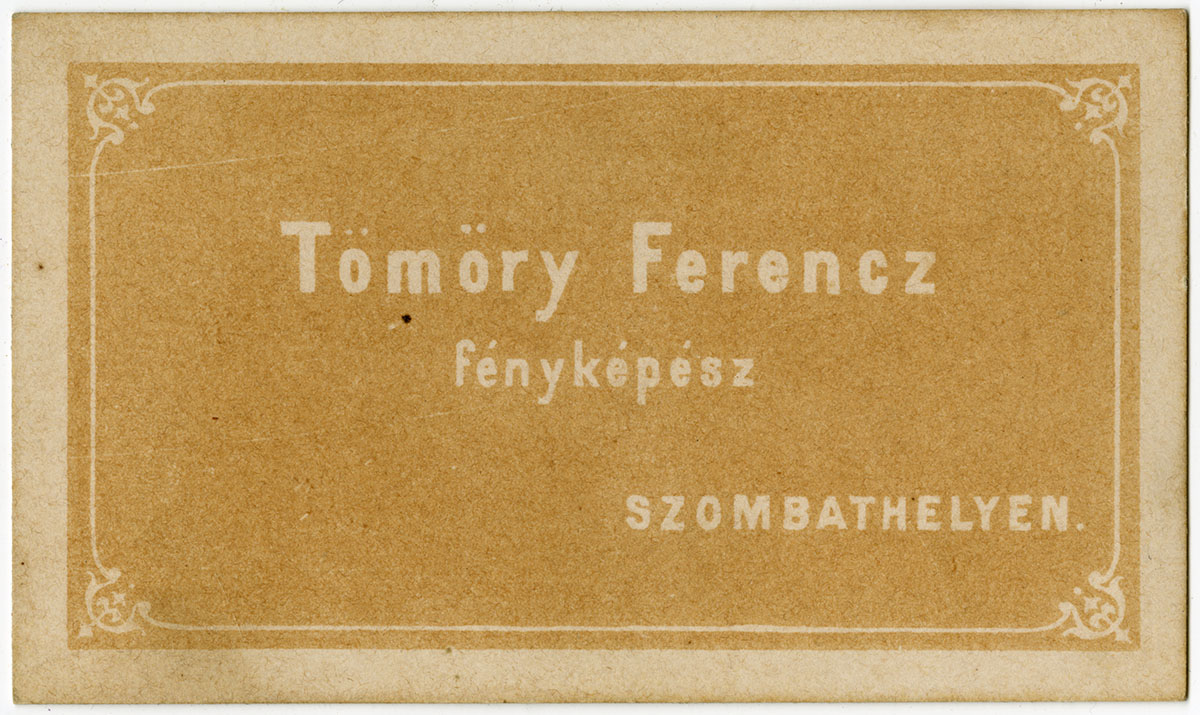 Tömöry Ferencz
fényképész
SZOMBATHELYEN.